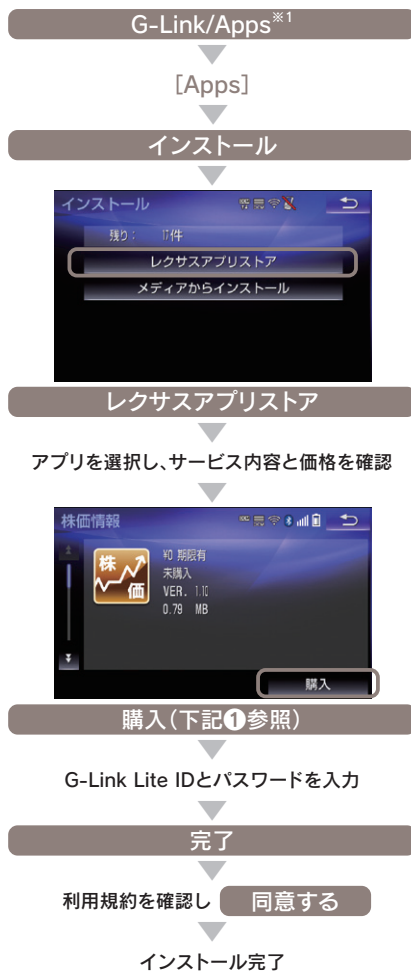 G-Link/Apps※1
[Apps]
インストール
インストール
残り: 17件
レクサスアプリストア
メディアからインストール
レクサスアプリストア
アプリを選択し、サービス内容と価格を確認
株価情報
株価
¥0 期限有
未購入
VER. 1.10
0.79 MB
購入
購入(下記❶参照)
G-Link Lite IDとパスワードを入力
完了
利用規約を確認し 同意する
インストール完了